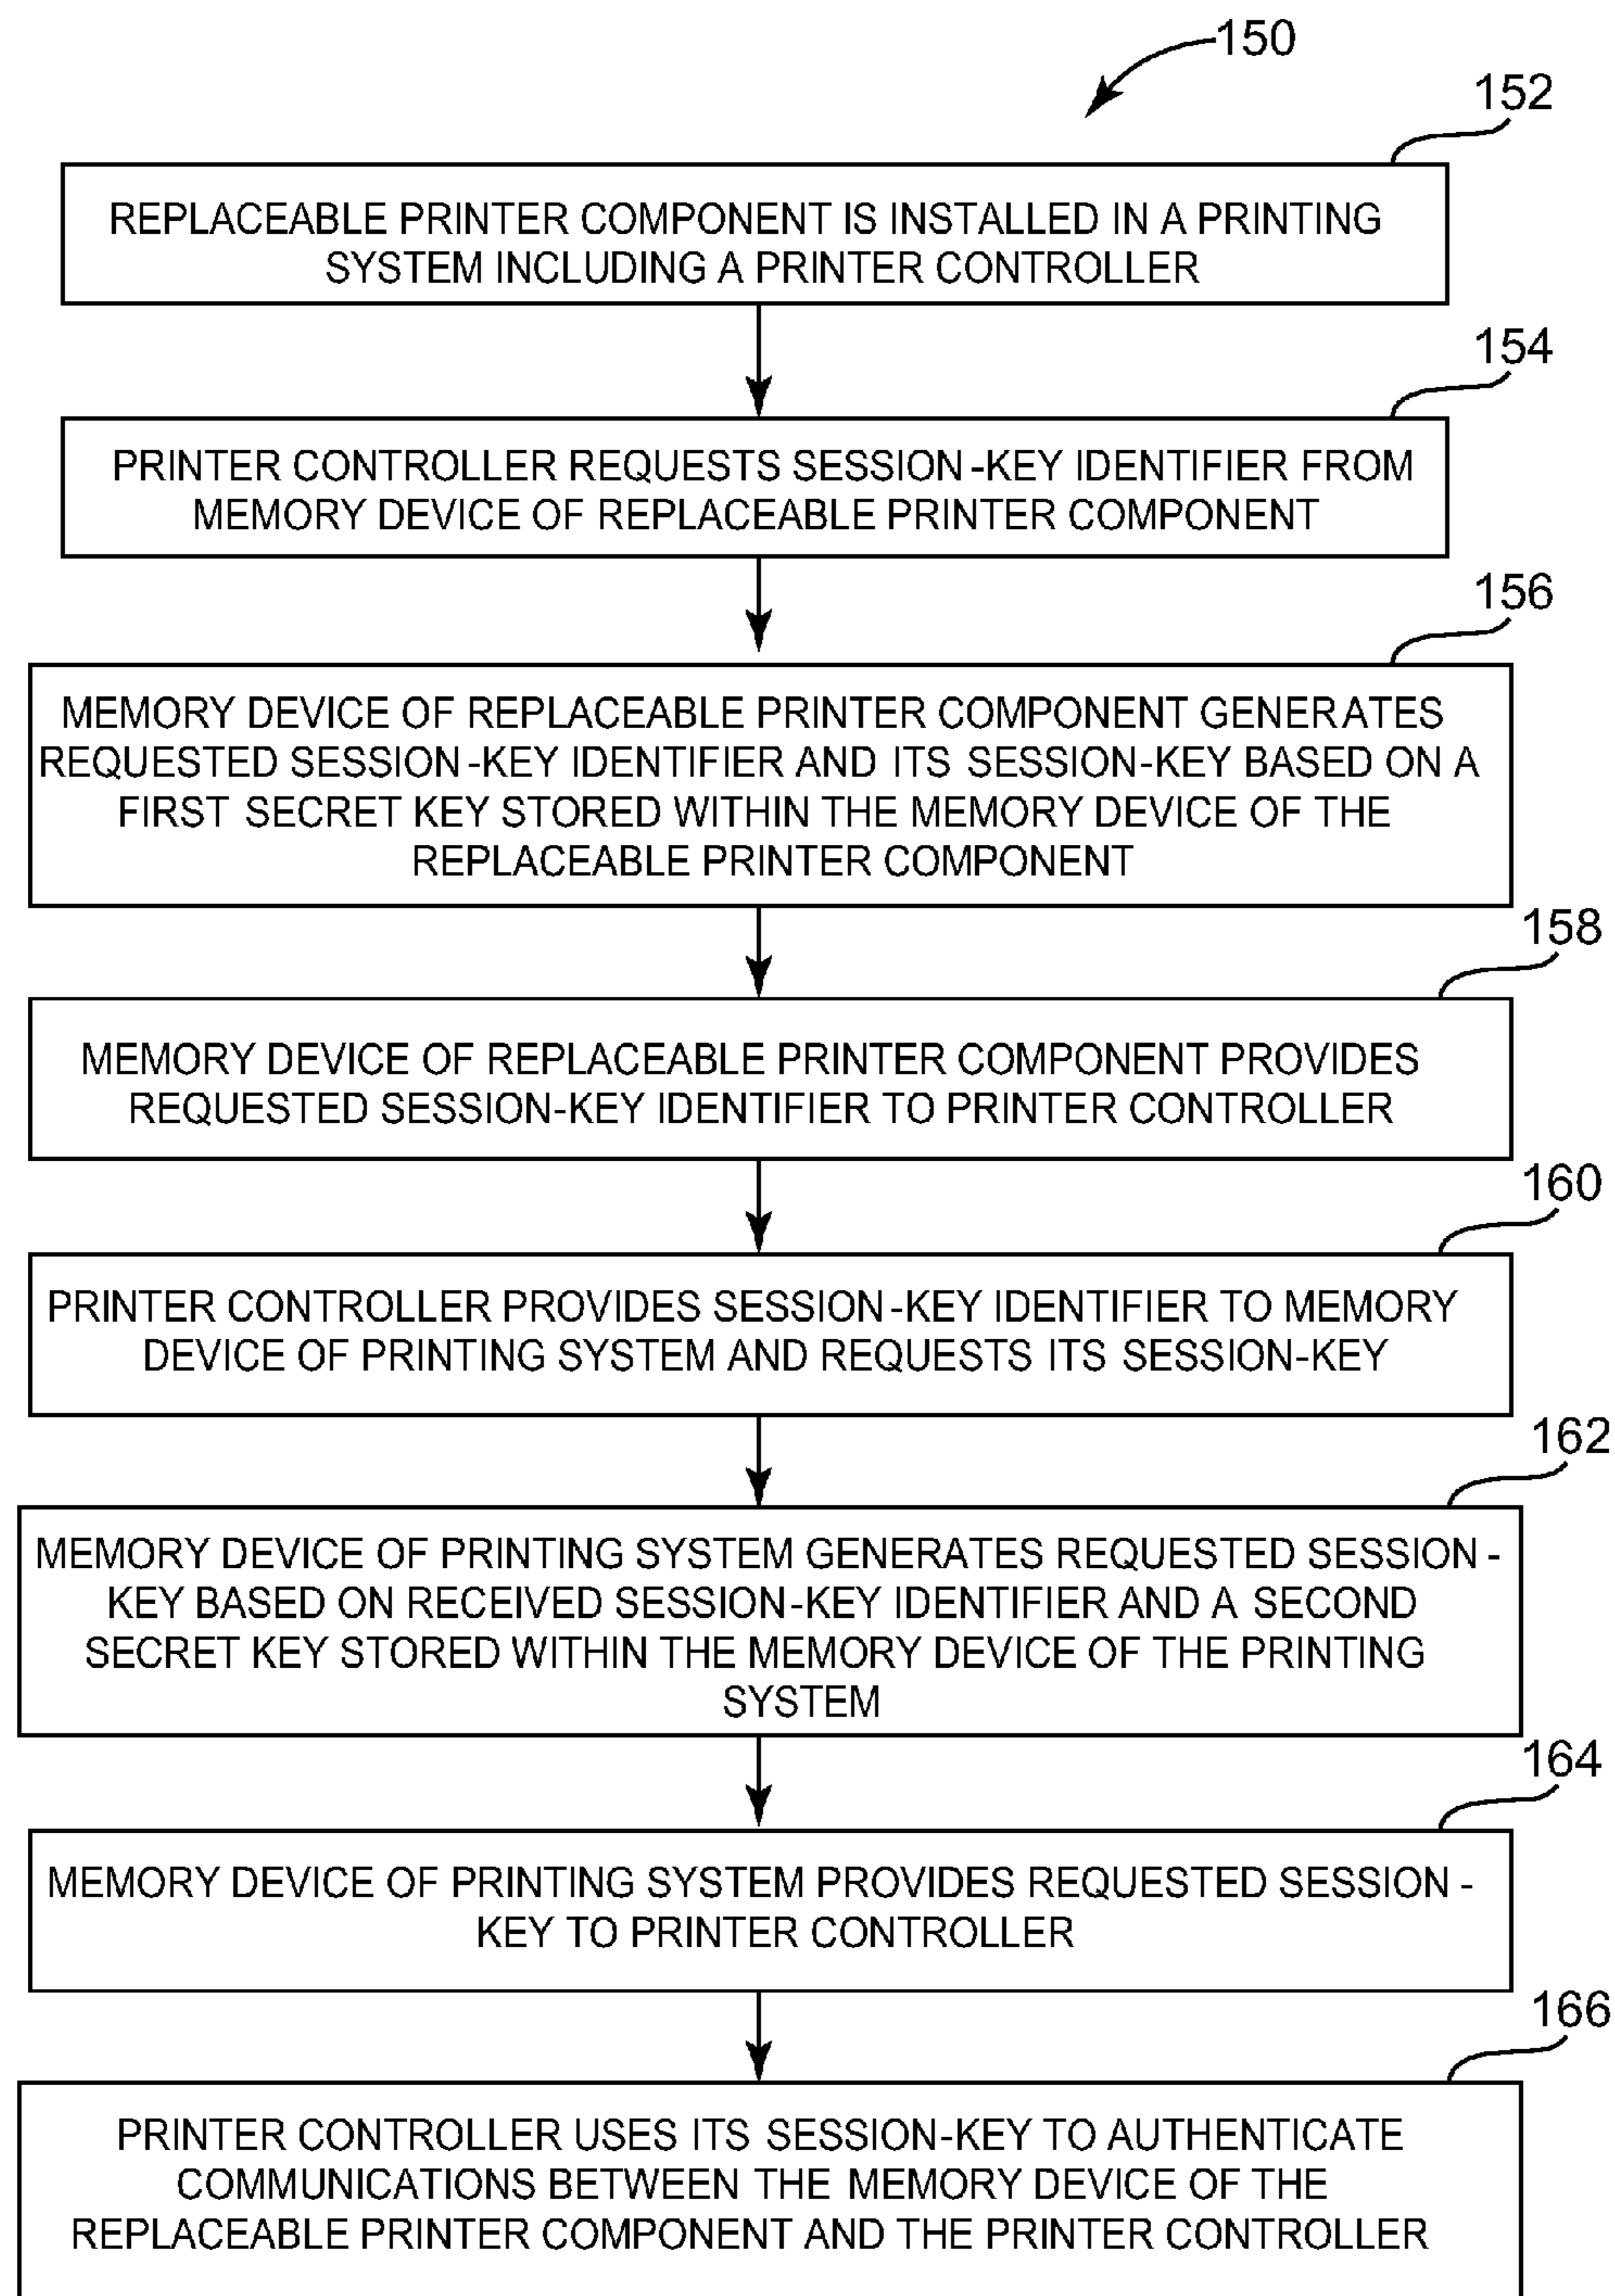 150
152
REPLACEABLE PRINTER COMPONENT IS INSTALLED IN A PRINTING
SYSTEM INCLUDING A PRINTER CONTROLLER
154
PRINTER CONTROLLER REQUESTS SESSION-KEY IDENTIFIER FROM
MEMORY DEVICE OF REPLACEABLE PRINTER COMPONENT
156
MEMORY DEVICE OF REPLACEABLE PRINTER COMPONENT GENERATES
REQUESTED SESSION-KEY IDENTIFIER AND ITS SESSION-KEY BASED ON A
FIRST SECRET KEY STORED WITHIN THE MEMORY DEVICE OF THE
REPLACEABLE PRINTER COMPONENT
158
MEMORY DEVICE OF REPLACEABLE PRINTER COMPONENT PROVIDES
REQUESTED SESSION-KEY IDENTIFIER TO PRINTER CONTROLLER
160
PRINTER CONTROLLER PROVIDES SESSION-KEY IDENTIFIER TO MEMORY
DEVICE OF PRINTING SYSTEM AND REQUESTS ITS SESSION-KEY
162
MEMORY DEVICE OF PRINTING SYSTEM GENERATES REQUESTED SESSION-
KEY BASED ON RECEIVED SESSION-KEY IDENTIFIER AND A SECOND
SECRET KEY STORED WITHIN THE MEMORY DEVICE OF THE PRINTING
SYSTEM
164
MEMORY DEVICE OF PRINTING SYSTEM PROVIDES REQUESTED SESSION-
KEY TO PRINTER CONTROLLER
166
PRINTER CONTROLLER USES ITS SESSION-KEY TO AUTHENTICATE
COMMUNICATIONS BETWEEN THE MEMORY DEVICE OF THE
REPLACEABLE PRINTER COMPONENT AND THE PRINTER CONTROLLER